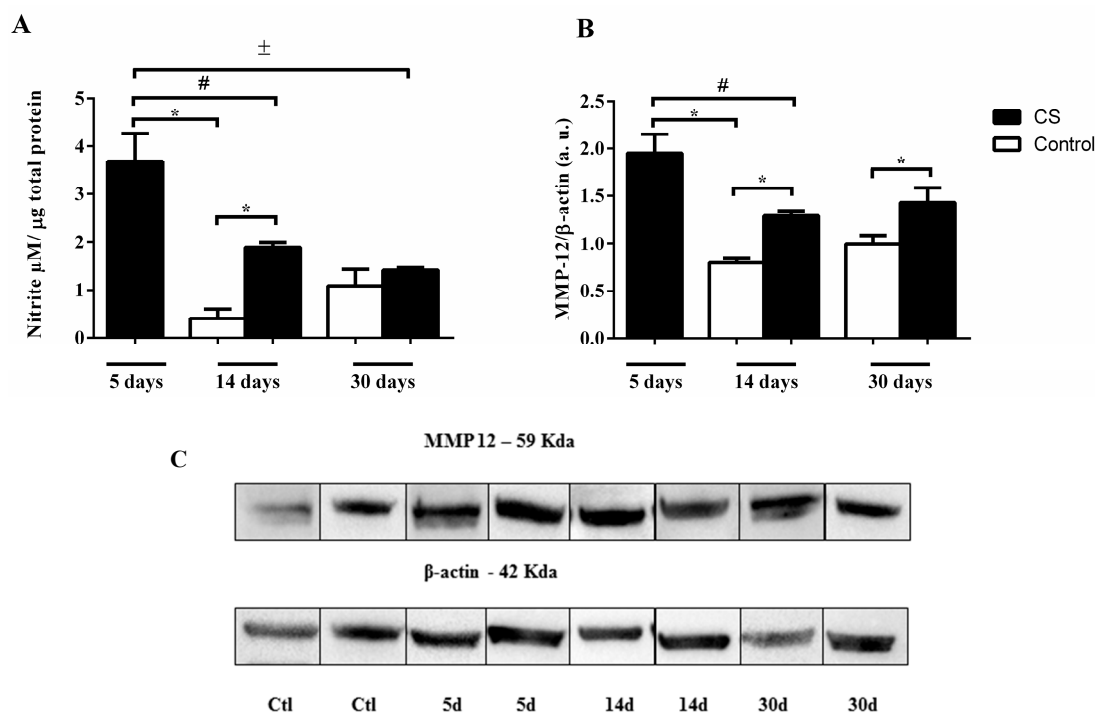 A
±
#
*
*
Nitrite µM/ µg total protein
5
4
3
2
1
0
5 days
14 days
30 days
B
#
*
*
*
MMP-12/β-actin (a. u.)
2.5
2.0
1.5
1.0
0.5
0.0
5 days
14 days
30 days
CS
Control
C
MMP12 – 59 Kda
β-actin - 42 Kda
Ctl Ctl 5d 5d 14d 14d 30d 30d